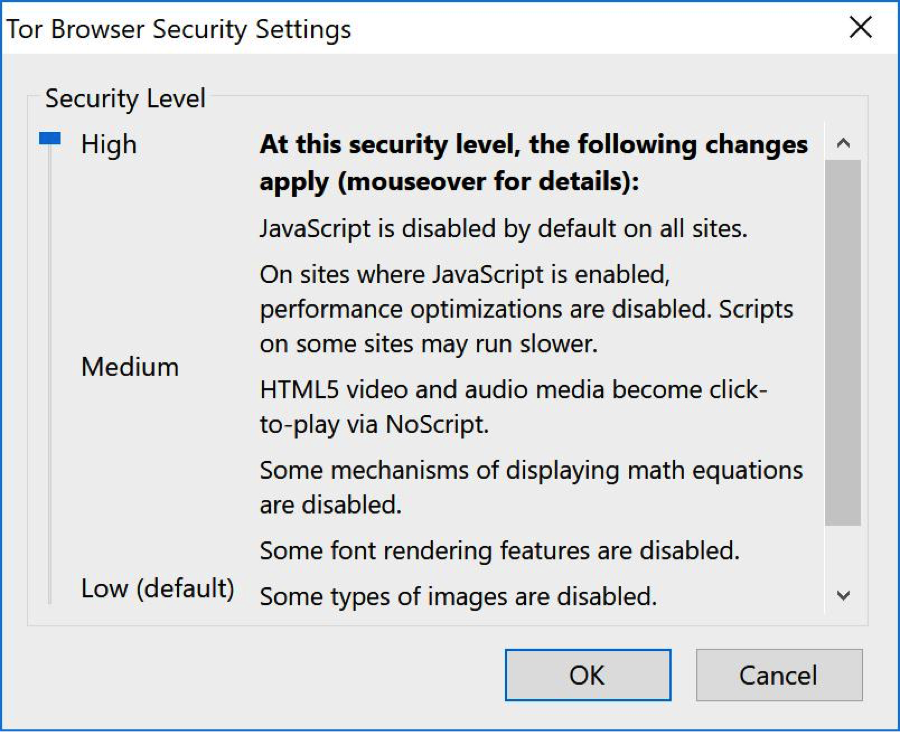 Tor Browser Security Settings
Security Level
High
At this security level, the following changes
apply (mouseover for details):
JavaScript is disabled by default on all sites.
On sites where JavaScript is enabled,
performance optimizations are disabled. Scripts
on some sites may run slower.
Medium
HTML5 video and audio media become click-
to-play via NoScript.
Some mechanisms of displaying math equations
are disabled.
Some font rendering features are disabled.
Low (default)
Some types of images are disabled.
OK
Cancel